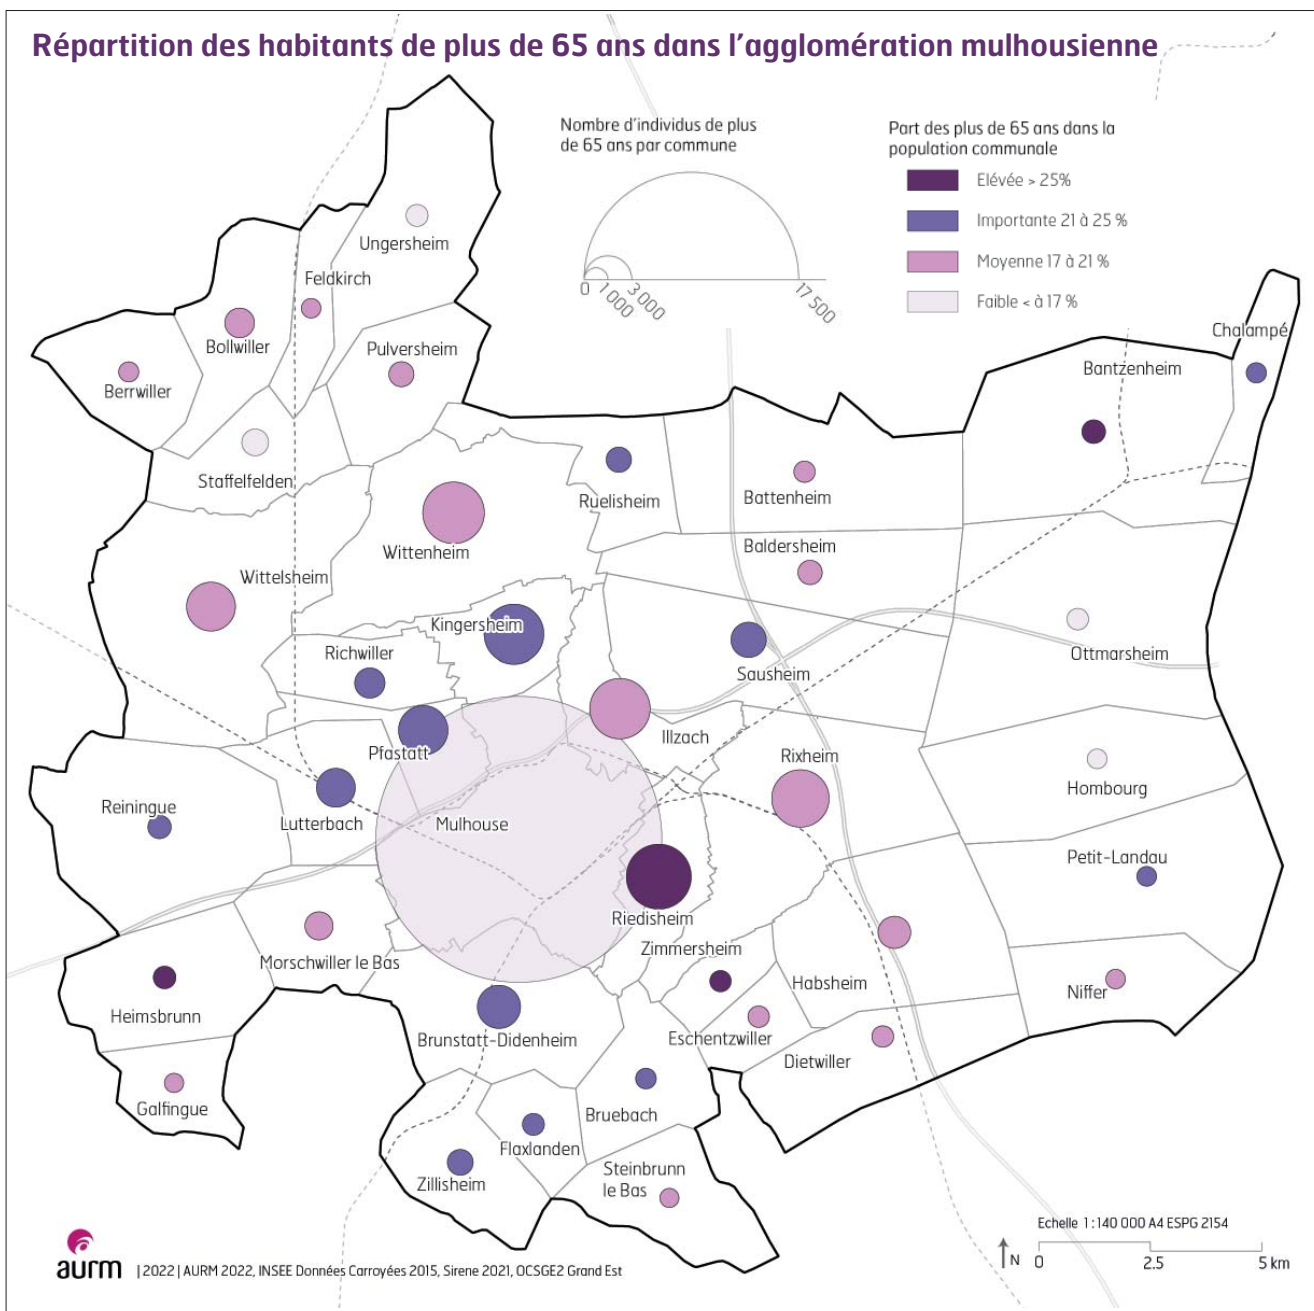 Répartition des habitants de plus de 65 ans dans l'agglomération mulhousienne
Nombre d'individus de plus
de 65 ans par commune
0
1 000
3 000
17 500
Part des plus de 65 ans dans la
population communale
Elévée > 25%
Importante 21 à 25 %
Moyenne 17 à 21 %
Faible < à 17 %
Ungersheim
Feldkirch
Bollwiller
Pulversheim
Berrwiller
Staffelfelden
Chalampé
Bantzenheim
Ruelisheim
Battenheim
Wittenheim
Baldersheim
Wittelsheim
Kingersheim
Richwiller
Sausheim
Ottmarsheim
Illzach
Pfastatt
Rixheim
Hombourg
Reiningue
Lutterbach
Mulhouse
Petit-Landau
Riedisheim
Zimmersheim
Morschwiller le Bas
Habsheim
Niffer
Heimsbrunn
Brunstatt-Didenheim
Eschentzwiller
Dietwiller
Galfingue
Bruebach
Flaxlanden
Zillisheim
Steinbrunn
le Bas
aurm
| 2022 | AURM 2022, INSEE Données Carroyées 2015, Sirene 2021, OCSGE2 Grand Est
Echelle 1 : 140 000 A4 ESPG 2154
N
0
2.5
5 km